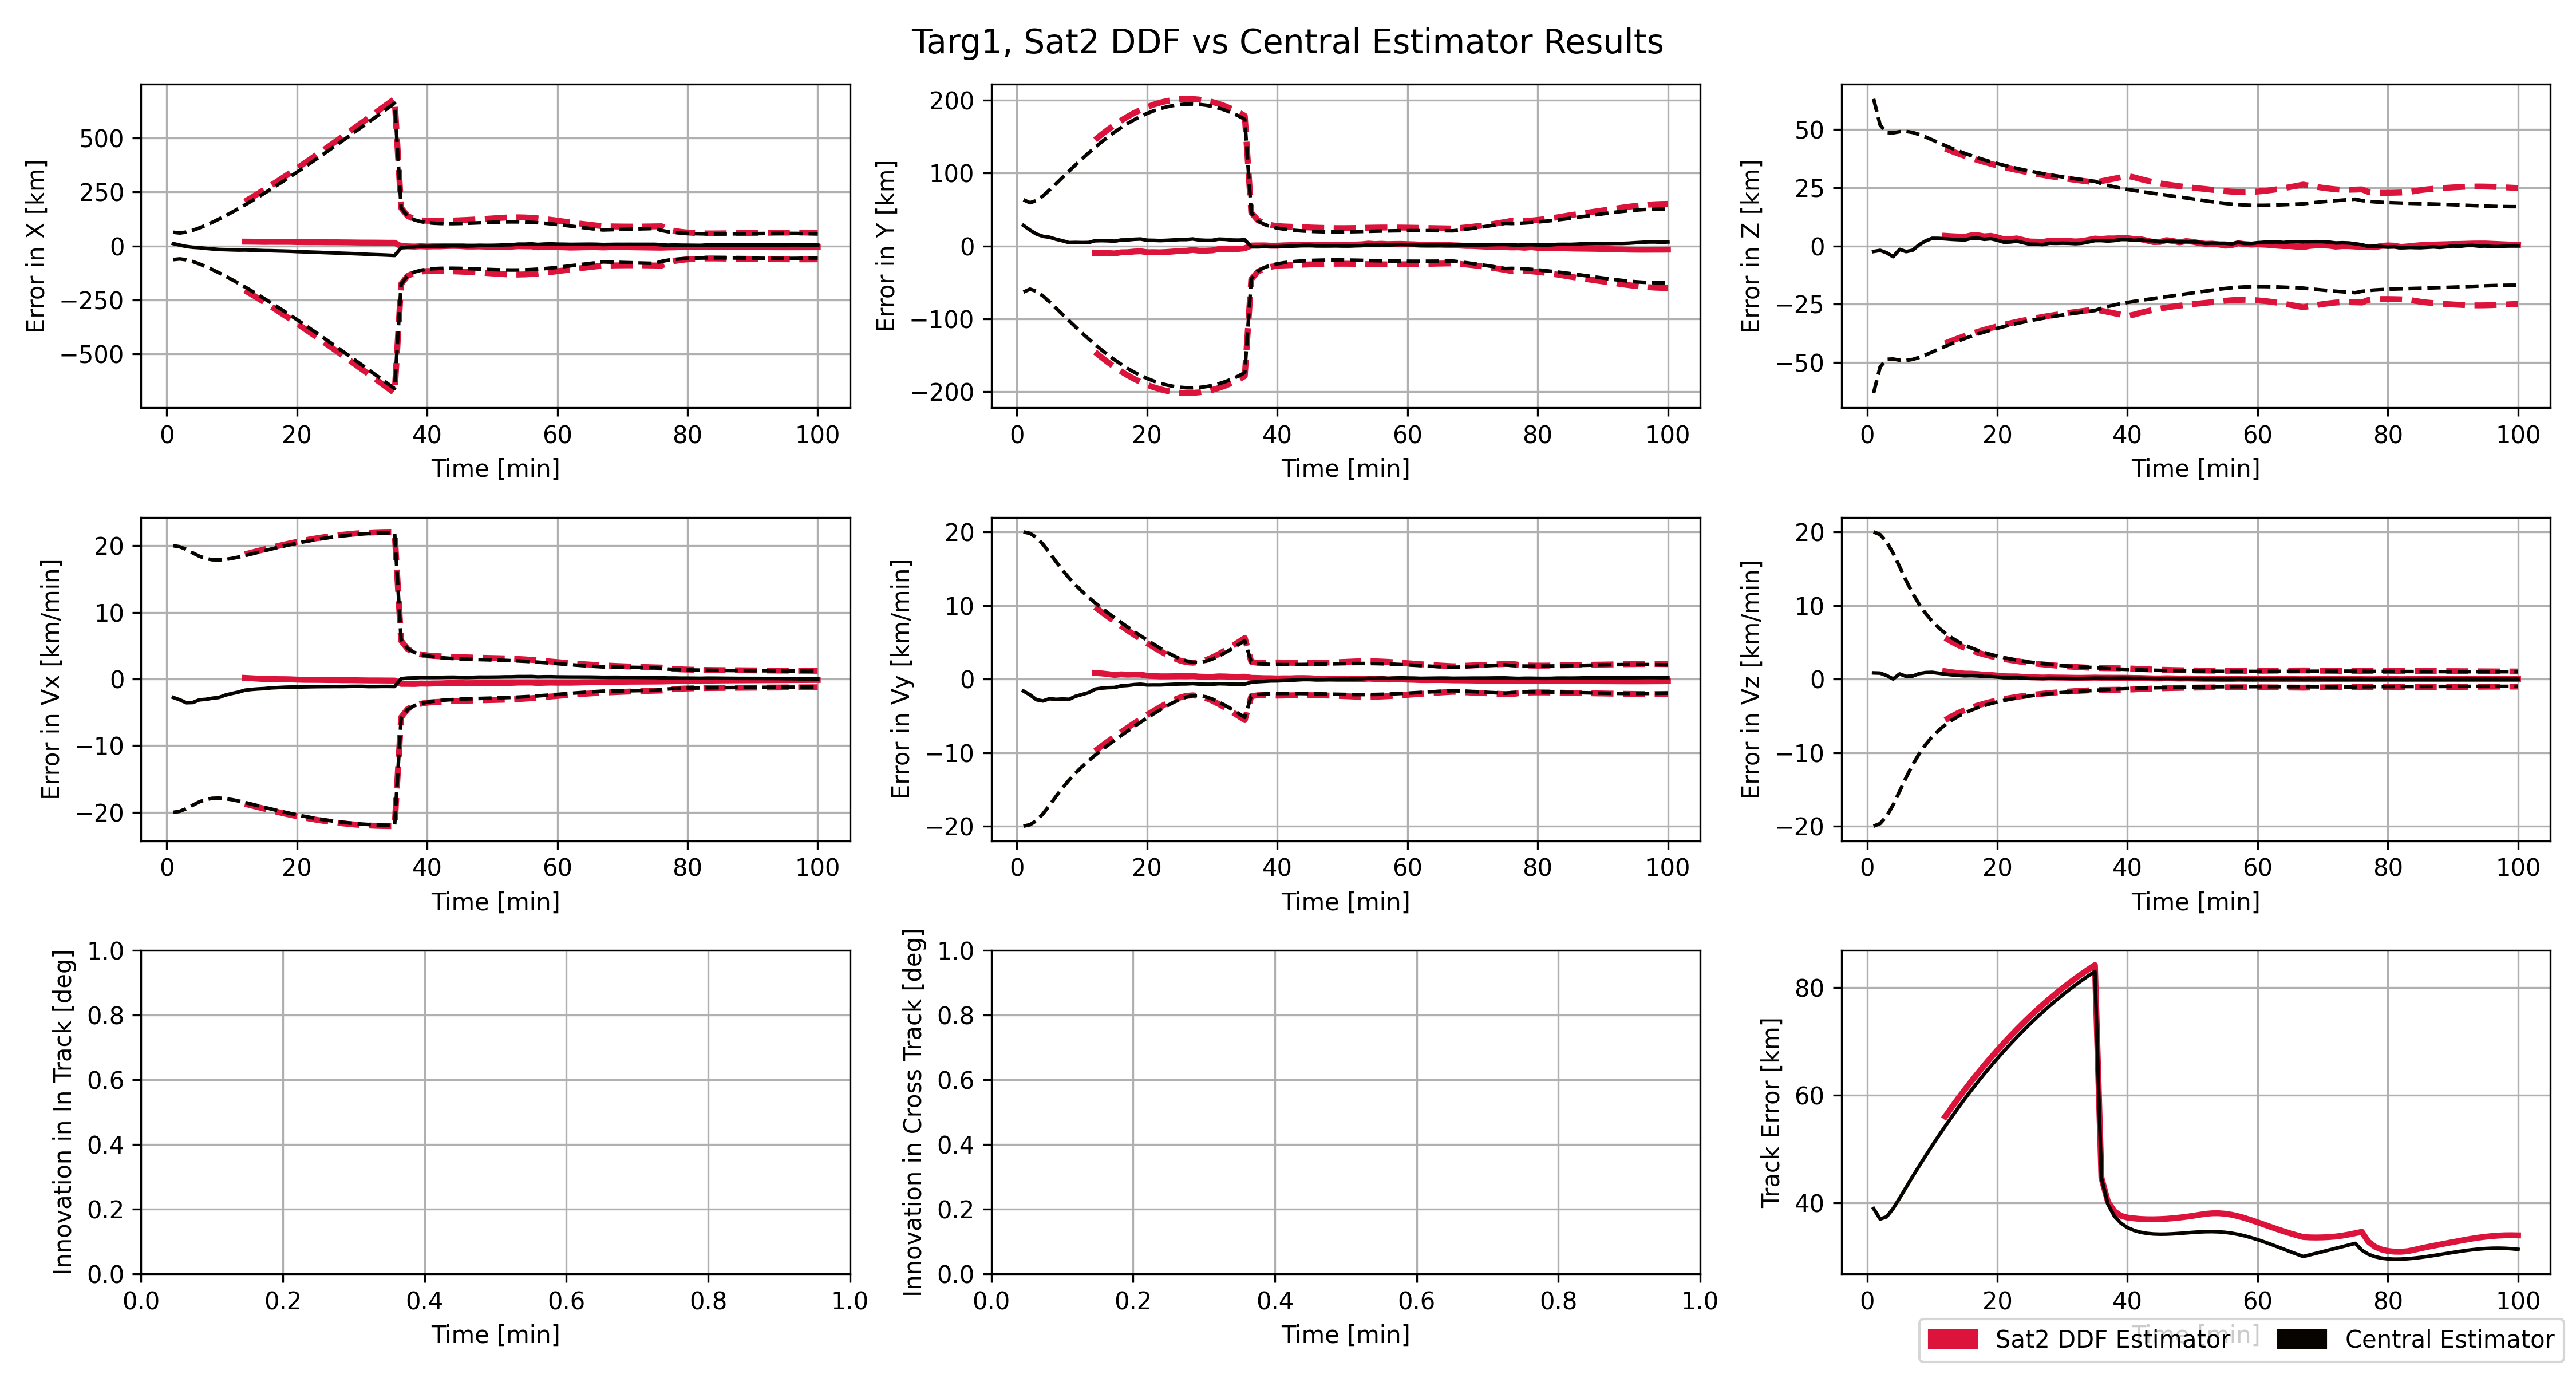 Targ1, Sat2 DDF vs Central Estimator Results
Error in X [km]
500
250
0
−250
−500
0 20 40 60 80 100
Time [min]
Error in Y [km]
200
100
0
−100
−200
0 20 40 60 80 100
Time [min]
Error in Z [km]
50
25
0
−25
−50
0 20 40 60 80 100
Time [min]
Error in Vx [km/min]
20
10
0
−10
−20
0 20 40 60 80 100
Time [min]
Error in Vy [km/min]
20
10
0
−10
−20
0 20 40 60 80 100
Time [min]
Error in Vz [km/min]
20
10
0
−10
−20
0 20 40 60 80 100
Time [min]
Innovation in In Track [deg]
1.0
0.8
0.6
0.4
0.2
0.0
0.0 0.2 0.4 0.6 0.8 1.0
Time [min]
Innovation in Cross Track [deg]
1.0
0.8
0.6
0.4
0.2
0.0
0.0 0.2 0.4 0.6 0.8 1.0
Time [min]
Track Error [km]
80
60
40
0 20 40 60 80 100
Time [min]
Sat2 DDF Estimator Central Estimator